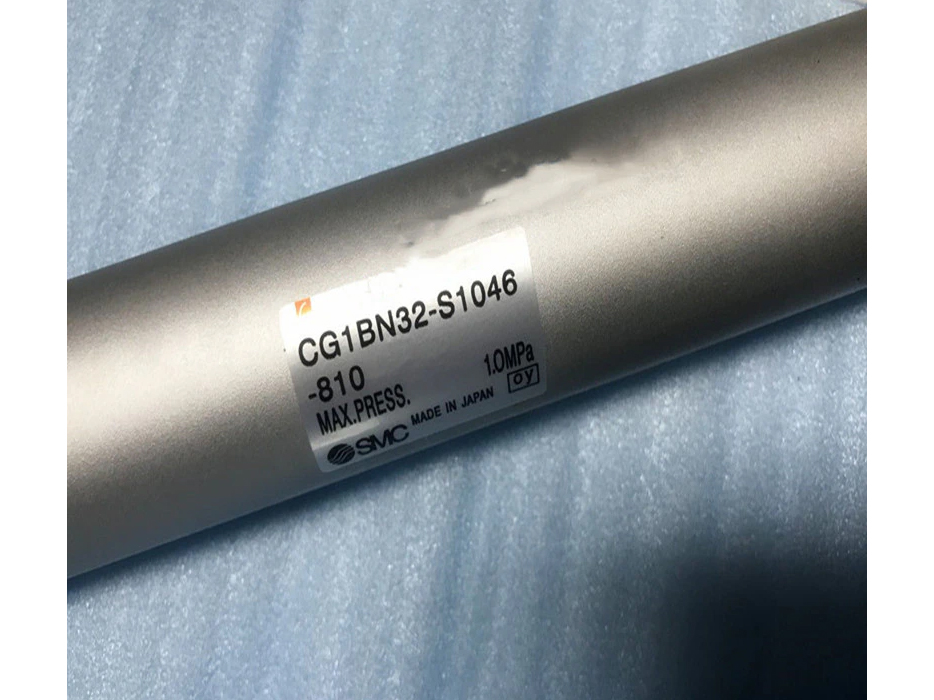 CG1BN32-S1046
-810
MAX.PRESS. 1.0MPa
SMC MADE IN JAPAN oy